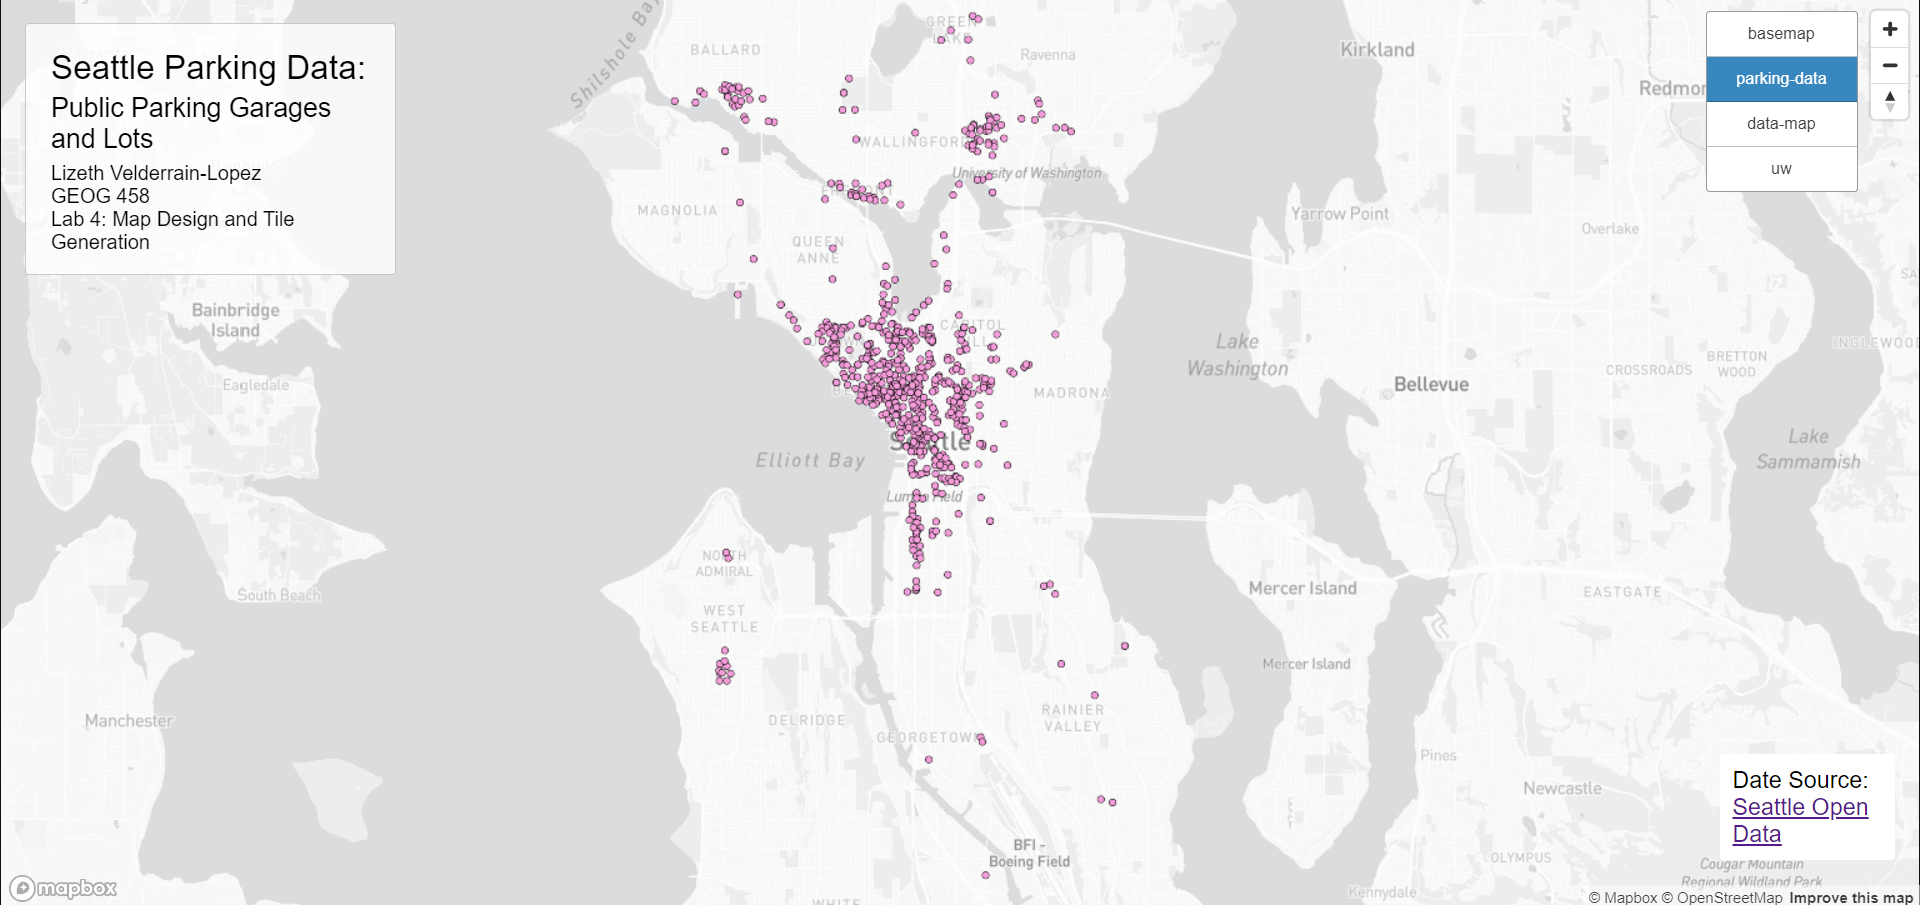 Seattle Parking Data:
Public Parking Garages
and Lots
Lizeth Velderrain-Lopez
GEOG 458
Lab 4: Map Design and Tile
Generation
basemap
parking-data
data-map
uw
Shilshole Bay
BALLARD
GREEN
LAKE
Ravenna
Kirkland
Redmon
WALLINGFORD
University of Washington
FREMONT
MAGNOLIA
QUEEN
ANNE
Yarrow Point
Overlake
Bainbridge
Island
CAPITOL
HILL
Lake
Washington
INGLEWOOD
BRETTON
WOOD
CROSSROADS
Eagledale
MADRONA
Bellevue
Seattle
Elliott Bay
Lake
Sammamish
Lumen Field
NORTH
ADMIRAL
South Beach
Mercer Island
EASTGATE
WEST
SEATTLE
Mercer Island
Manchester
DELRIDGE
RAINIER
VALLEY
GEORGETOWN
Pines
Newcastle
Date Source:
Seattle Open
Data
BFI -
Boeing Field
OLYMPUS
Cougar Mountain
Regional Wildland Park
Kennydale
WHITE
mapbox
© Mapbox © OpenStreetMap Improve this map